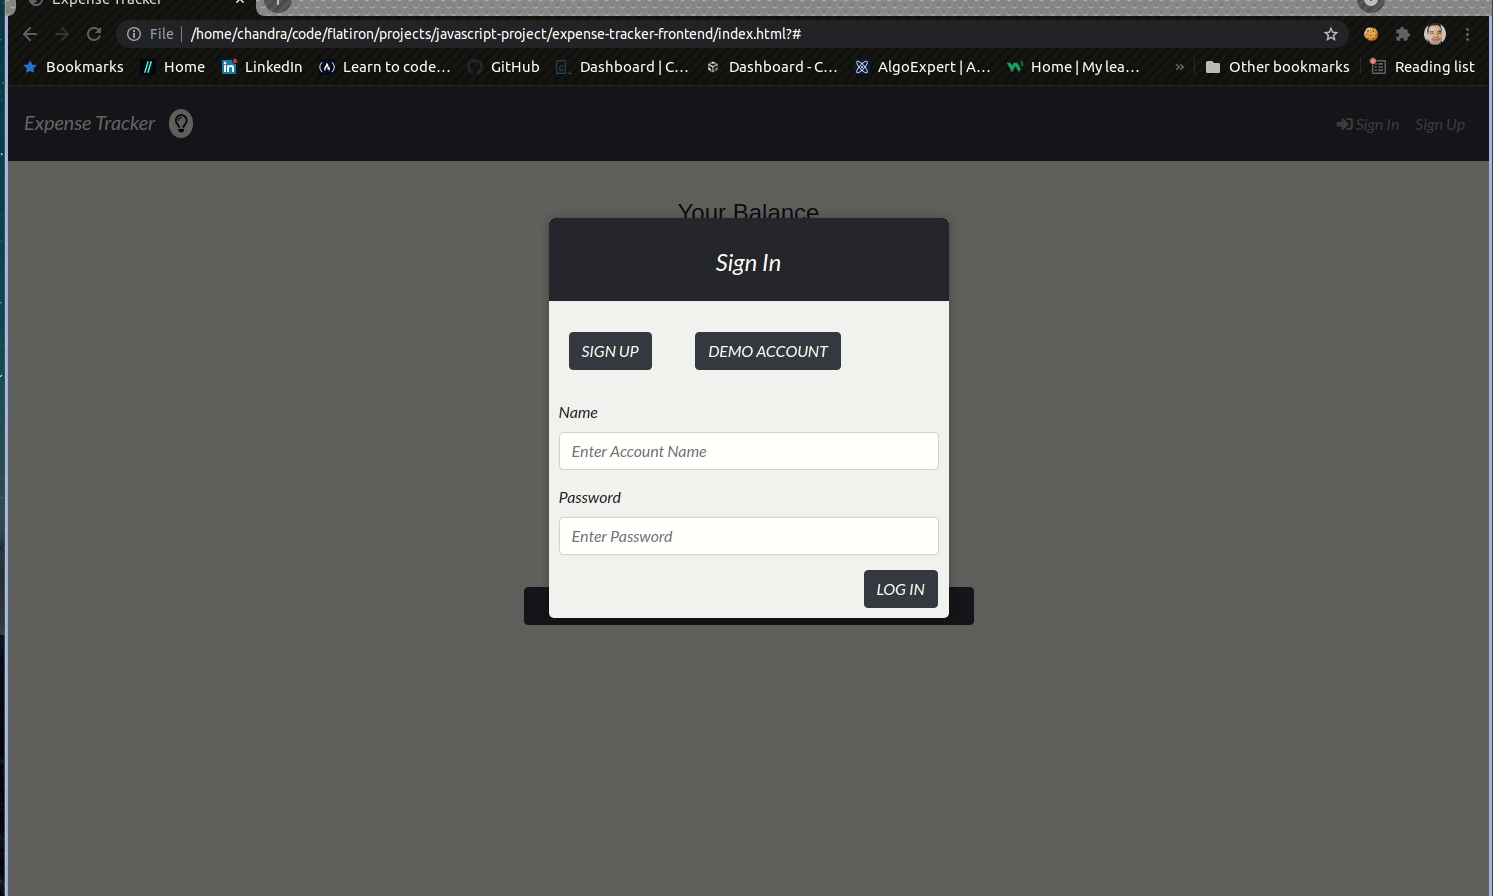 Expense Tracker
File /home/chandra/code/flatiron/projects/javascript-project/expense-tracker-frontend/index.html?#
Bookmarks Home LinkedIn Learn to code... GitHub Dashboard | C... Dashboard - C... AlgoExpert | A... Home | My lea... » Other bookmarks Reading list
Expense Tracker Sign In Sign Up
Your Balance
Sign In
SIGN UP DEMO ACCOUNT
Name
Enter Account Name
Password
Enter Password
LOG IN